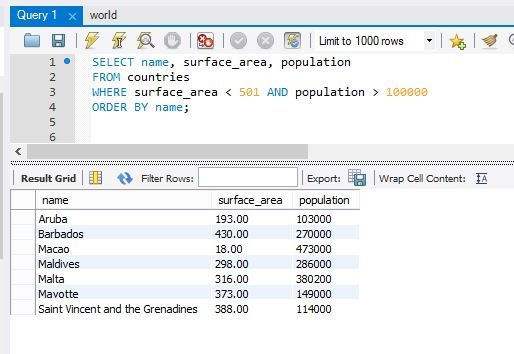 Query 1 × world
Limit to 1000 rows
1 SELECT name, surface_area, population
2 FROM countries
3 WHERE surface_area < 501 AND population > 100000
4 ORDER BY name;
5
6
Result Grid Filter Rows: Export: Wrap Cell Content: IA
name surface_area population
Aruba 193.00 103000
Barbados 430.00 270000
Macao 18.00 473000
Maldives 298.00 286000
Malta 316.00 380200
Mavotte 373.00 149000
Saint Vincent and the Grenadines 388.00 114000